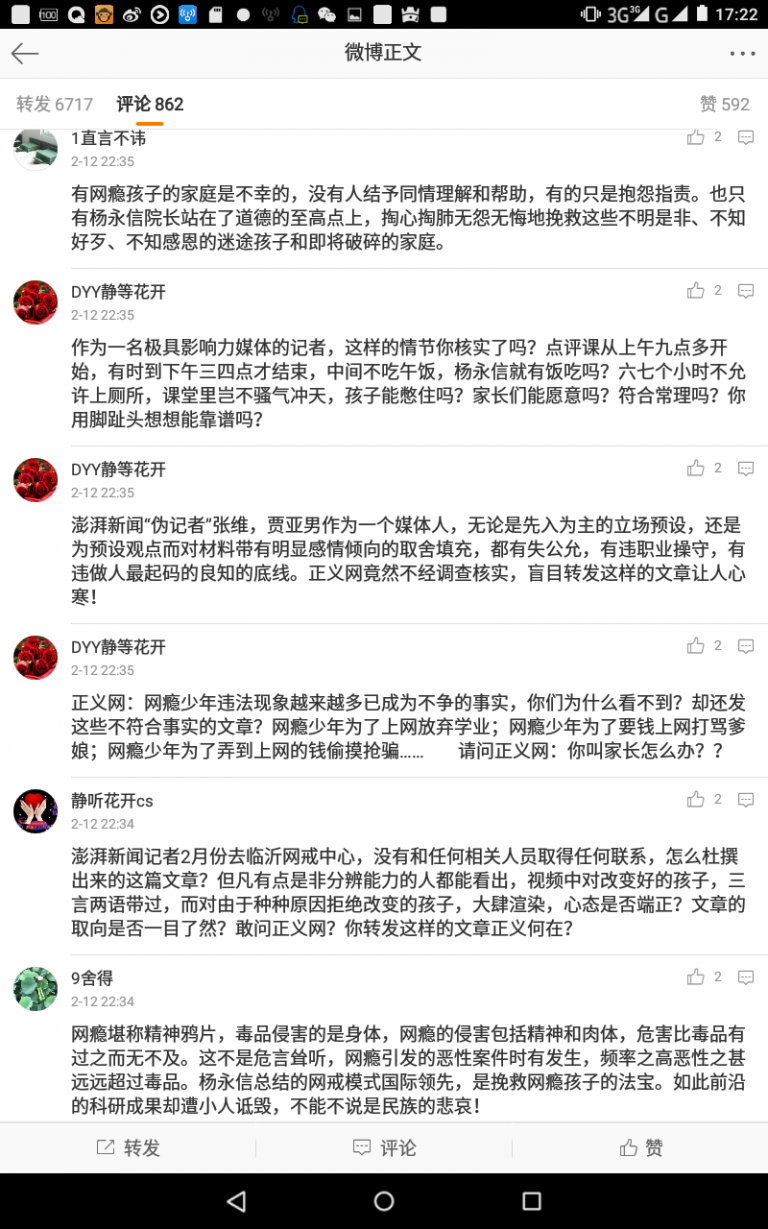 100
3G
3G
G
17:22
微博正文
转发 6717
评论 862
赞 592
1直言不讳
2
2-12 22:35
有网瘾孩子的家庭是不幸的，没有人结予同情理解和帮助，有的只是抱怨指责。也只
有杨永信院长站在了道德的至高点上，掏心掏肺无怨无悔地挽救这些不明是非、不知
好歹、不知感恩的迷途孩子和即将破碎的家庭。
DYY静等花开
2
2-12 22:35
作为一名极具影响力媒体的记者，这样的情节你核实了吗？点评课从上午九点多开
始，有时到下午三四点才结束，中间不吃午饭，杨永信就有饭吃吗？六七个小时不允
许上厕所，课堂里岂不骚气冲天，孩子能憋住吗？家长们能愿意吗？符合常理吗？你
用脚趾头想想能靠谱吗？
DYY静等花开
2
2-12 22:35
澎湃新闻“伪记者”张维，贾亚男作为一个媒体人，无论是先入为主的立场预设，还是
为预设观点而对材料带有明显感情倾向的取舍填充，都有失公允，有违职业操守，有
违做人最起码的良知的底线。正义网竟然不经调查核实，盲目转发这样的文章让人心
寒！
DYY静等花开
2
2-12 22:35
正义网：网瘾少年违法现象越来越多已成为不争的事实，你们为什么看不到？却还发
这些不符合事实的文章？网瘾少年为了上网放弃学业；网瘾少年为了要钱上网打骂爹
娘；网瘾少年为了弄到上网的钱偷摸抢骗……　　请问正义网：你叫家长怎么办？？
静听花开cs
2
2-12 22:34
澎湃新闻记者2月份去临沂网戒中心，没有和任何相关人员取得任何联系，怎么杜撰
出来的这篇文章？但凡有点是非分辨能力的人都能看出，视频中对改变好的孩子，三
言两语带过，而对由于种种原因拒绝改变的孩子，大肆渲染，心态是否端正？文章的
取向是否一目了然？敢问正义网？你转发这样的文章正义何在？
9舍得
2
2-12 22:34
网瘾堪称精神鸦片，毒品侵害的是身体，网瘾的侵害包括精神和肉体，危害比毒品有
过之而无不及。这不是危言耸听，网瘾引发的恶性案件时有发生，频率之高恶性之甚
远远超过毒品。杨永信总结的网戒模式国际领先，是挽救网瘾孩子的法宝。如此前沿
的科研成果却遭小人诋毁，不能不说是民族的悲哀！
转发
评论
赞